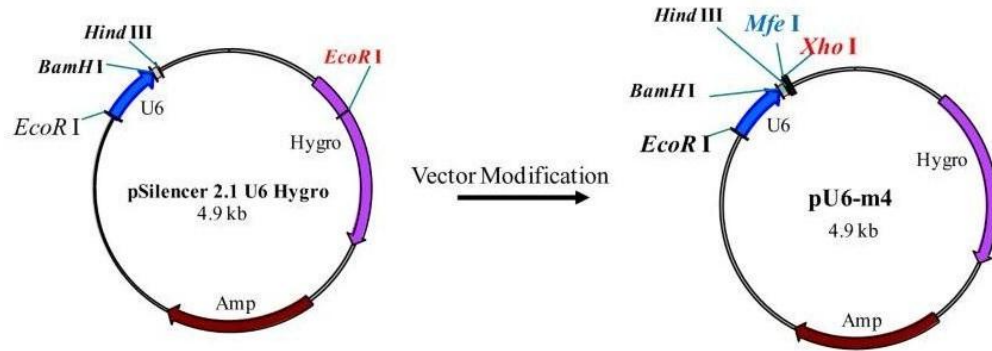 Hind III
BamH I
EcoR I
U6
EcoR I
Hygro
pSilencer 2.1 U6 Hygro
4.9 kb
Amp
Vector Modification
Hind III
Mfe I
Xho I
BamH I
U6
EcoR I
Hygro
pU6-m4
4.9 kb
Amp